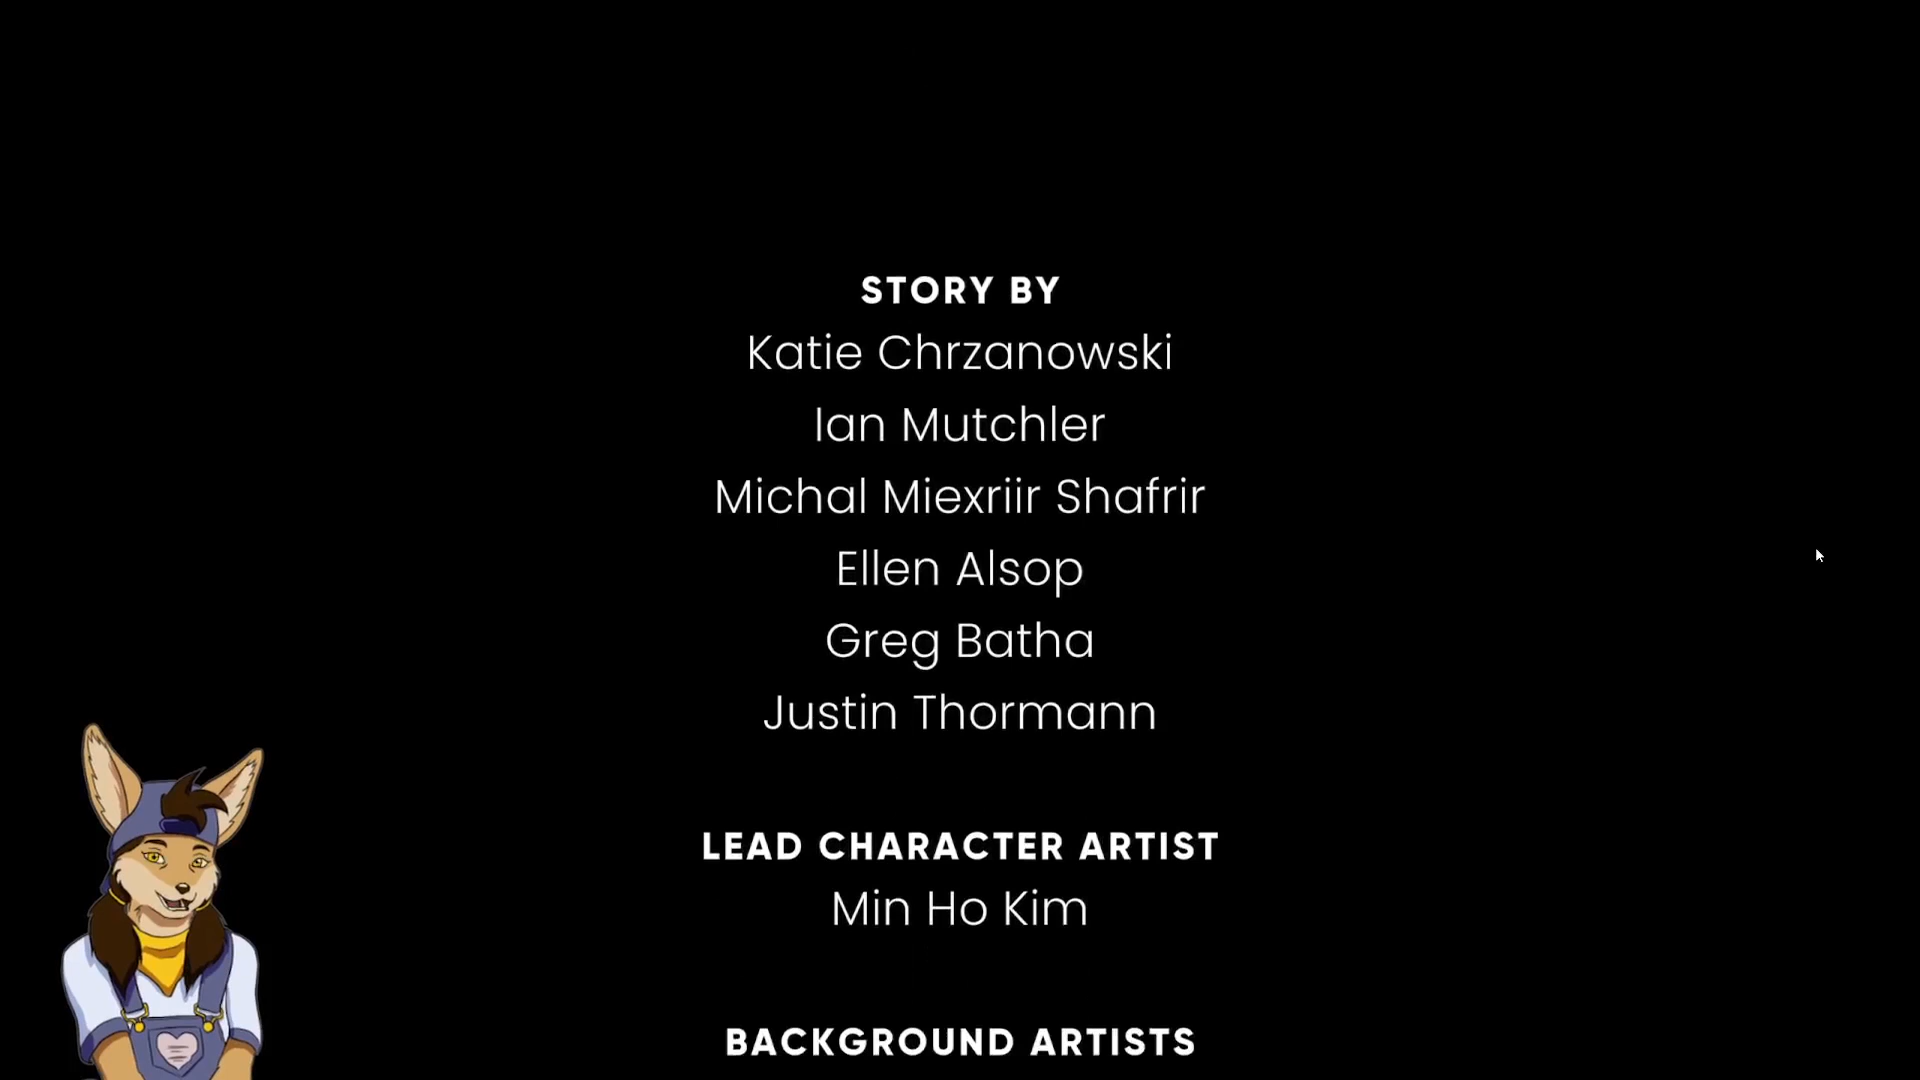 STORY BY
Katie Chrzanowski
Ian Mutchler
Michal Miexriir Shafrir
Ellen Alsop
Greg Batha
Justin Thormann
LEAD CHARACTER ARTIST
Min Ho Kim
BACKGROUND ARTISTS